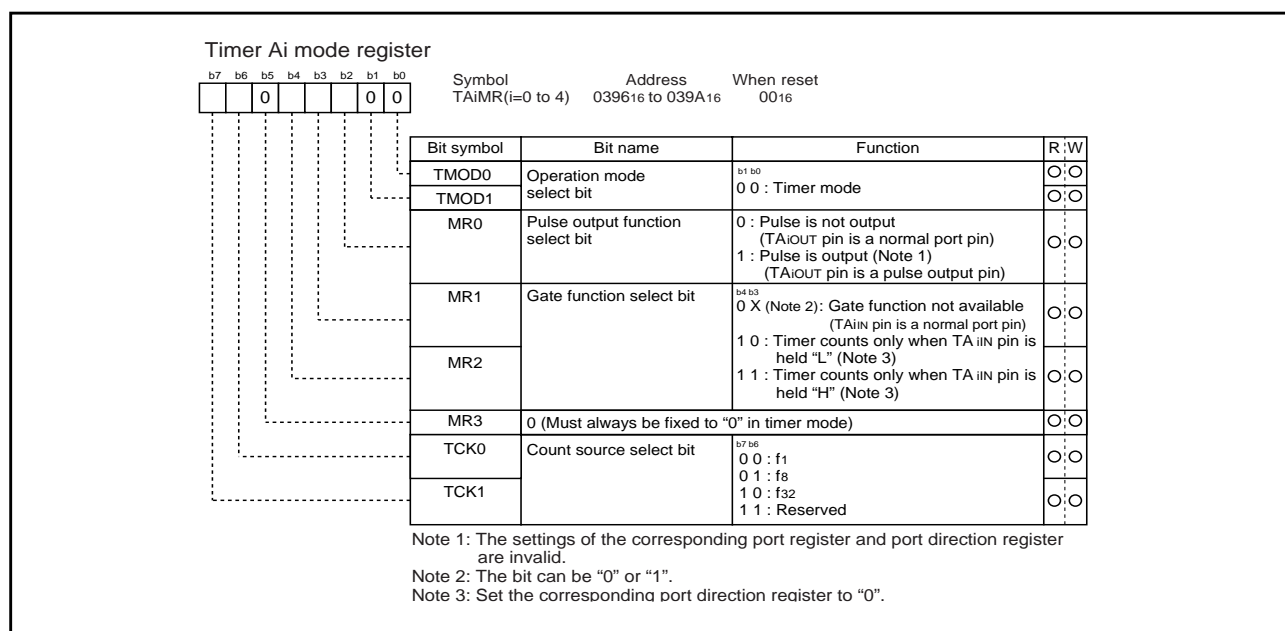 Timer Ai mode register
b7 b6 b5 b4 b3 b2 b1 b0
0 0 0
Symbol Address When reset
TAiMR(i=0 to 4) 039616 to 039A16 0016
Bit symbol Bit name Function R W
TMOD0 Operation mode select bit b1 b0
TMOD1 0 0 : Timer mode
MR0 Pulse output function select bit 0 : Pulse is not output
(TAiOUT pin is a normal port pin)
1 : Pulse is output (Note 1)
(TAiOUT pin is a pulse output pin)
MR1 Gate function select bit b4 b3
0 X (Note 2): Gate function not available
(TAiIN pin is a normal port pin)
1 0 : Timer counts only when TA iIN pin is
held “L” (Note 3)
MR2
1 1 : Timer counts only when TA iIN pin is
held “H” (Note 3)
MR3 0 (Must always be fixed to “0” in timer mode)
TCK0 Count source select bit b7 b6
0 0 : f1
0 1 : f8
TCK1 1 0 : f32
1 1 : Reserved
Note 1: The settings of the corresponding port register and port direction register
are invalid.
Note 2: The bit can be “0” or “1”.
Note 3: Set the corresponding port direction register to “0”.